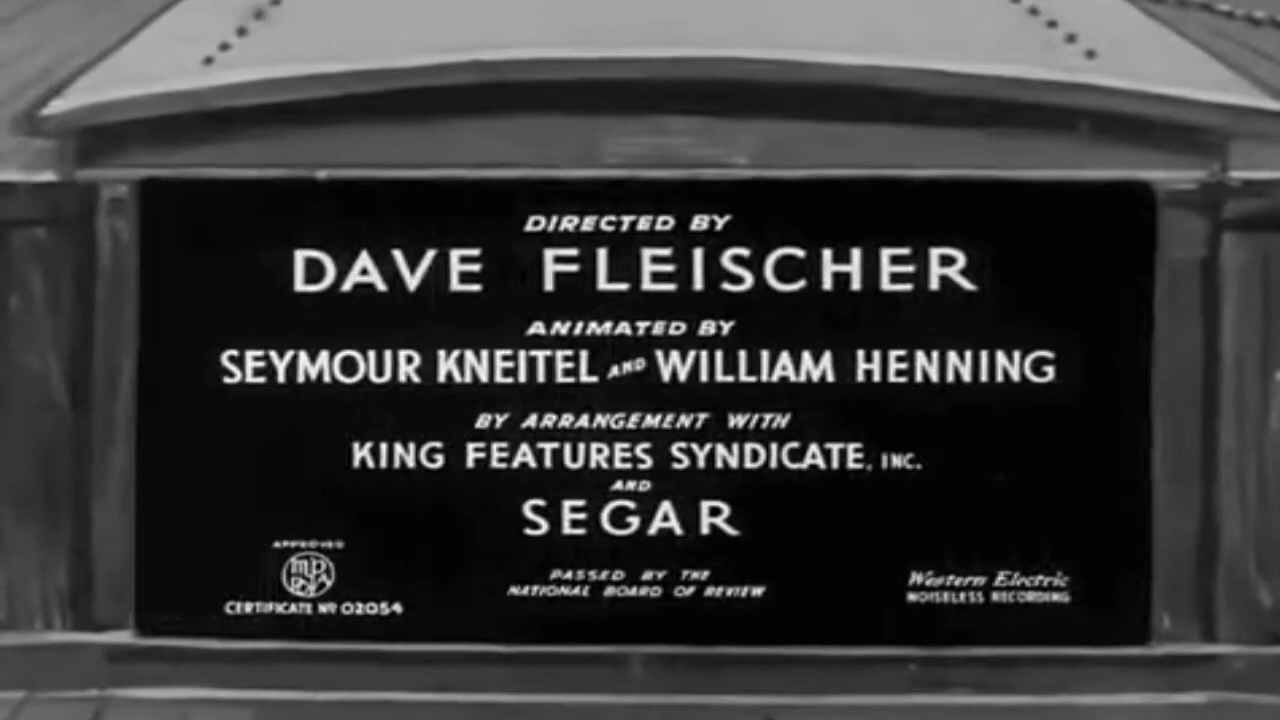 DIRECTED BY
DAVE FLEISCHER
ANIMATED BY
SEYMOUR KNEITEL AND WILLIAM HENNING
BY ARRANGEMENT WITH
KING FEATURES SYNDICATE, INC.
AND
SEGAR
APPROVED
MPPDA
CERTIFICATE Nº 02054
PASSED BY THE
NATIONAL BOARD OF REVIEW
Western Electric
NOISELESS RECORDING